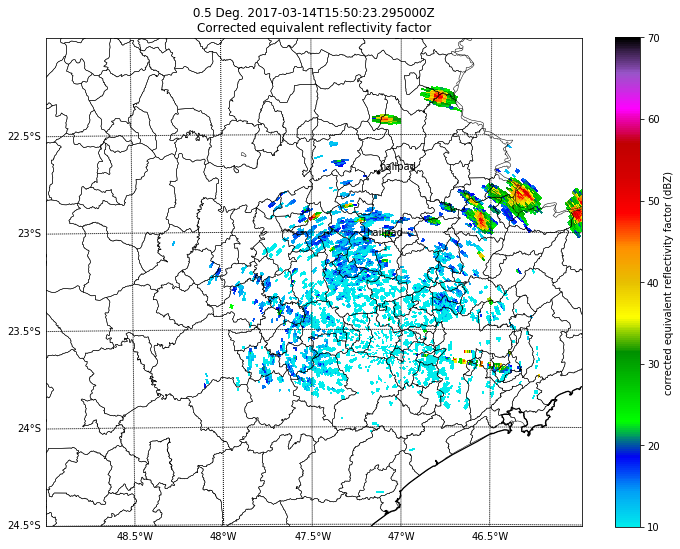 0.5 Deg. 2017-03-14T15:50:23.295000Z
Corrected equivalent reflectivity factor
22.5°S
23°S
23.5°S
24°S
24.5°S
48.5°W
48°W
47.5°W
47°W
46.5°W
hailpad
hailpad
70
60
50
40
30
20
10
corrected equivalent reflectivity factor (dBZ)